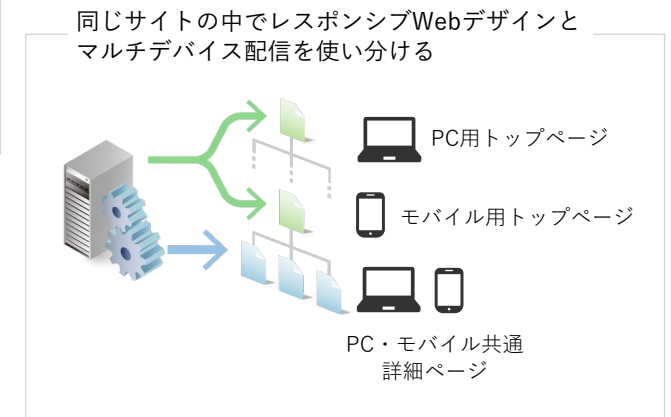 同じサイトの中でレスポンシブWebデザインと
マルチデバイス配信を使い分ける
PC用トップページ
モバイル用トップページ
PC・モバイル共通
詳細ページ